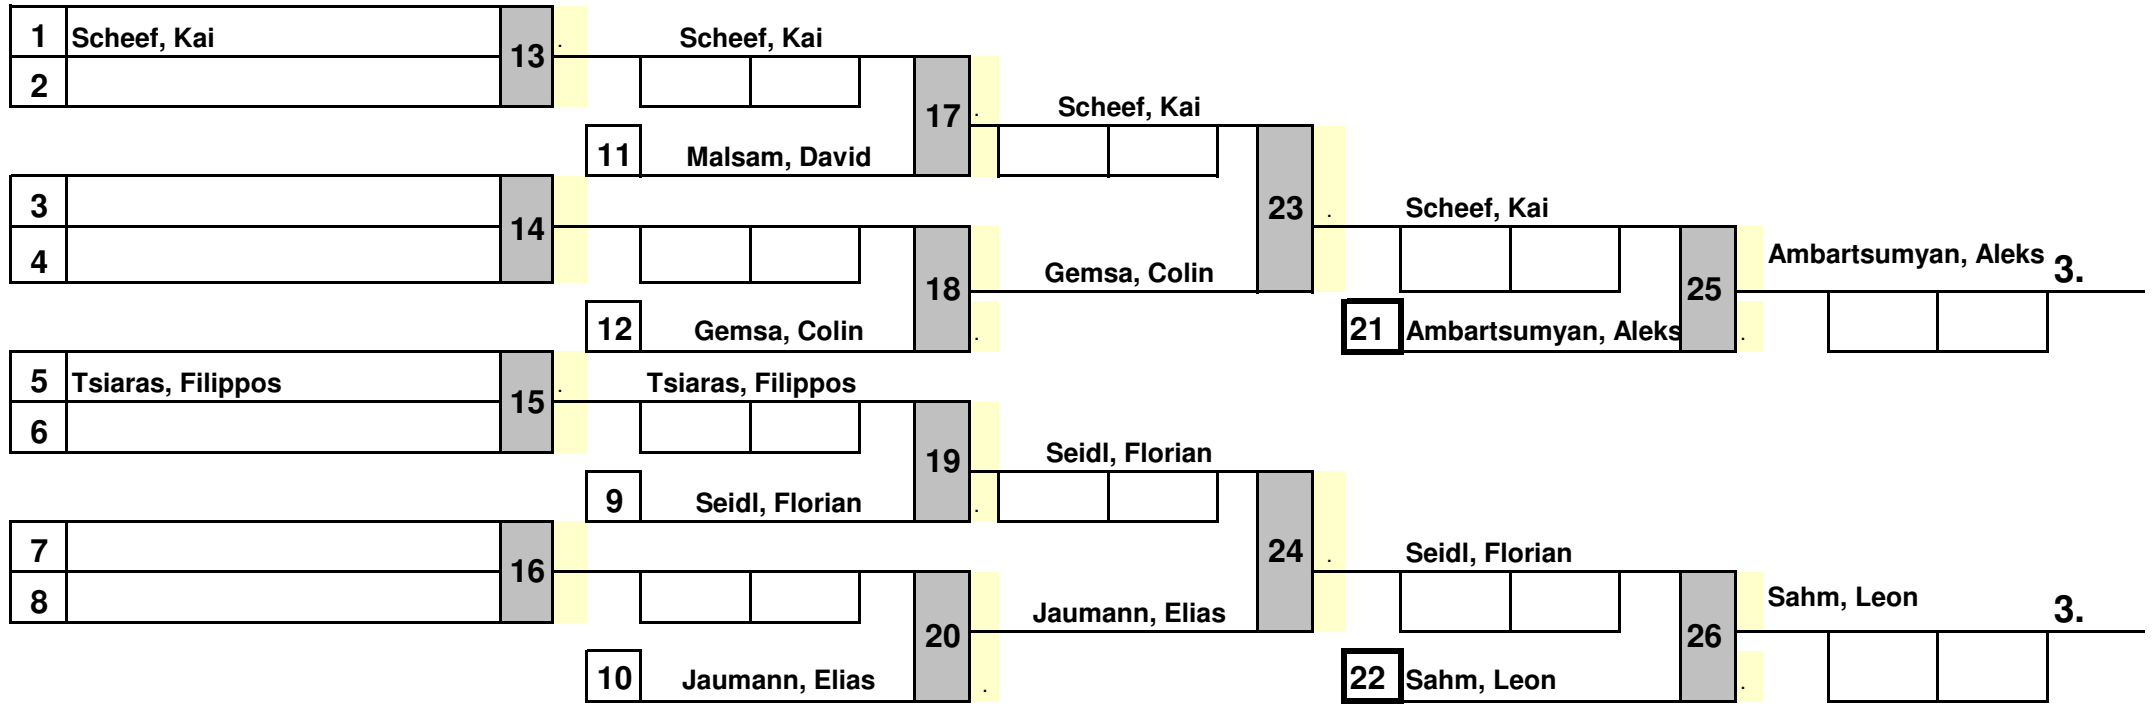 1 Scheef, Kai 13 . Scheef, Kai
2
17 . Scheef, Kai
11 Malsam, David
3
14
23 . Scheef, Kai
4
18 Gemsa, Colin
25 Ambartsumyan, Aleks 3.
12 Gemsa, Colin .
21 Ambartsumyan, Aleks .
5 Tsiaras, Filippos 15 . Tsiaras, Filippos
6
19 Seidl, Florian
9 Seidl, Florian .
7
16
24 . Seidl, Florian
8
20 Jaumann, Elias
26 Sahm, Leon 3.
10 Jaumann, Elias .
22 Sahm, Leon .